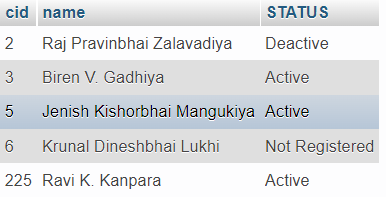 cid name STATUS
2 Raj Pravinbhai Zalavadiya Deactive
3 Biren V. Gadhiya Active
5 Jenish Kishorbhai Mangukiya Active
6 Krunal Dineshbhai Lukhi Not Registered
225 Ravi K. Kanpara Active